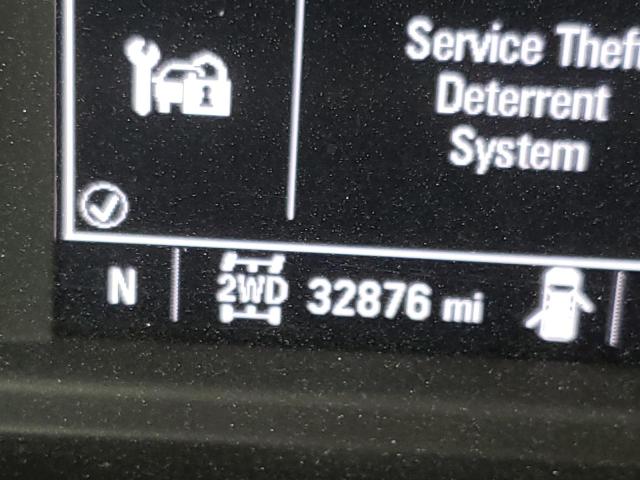 Service Theft
Deterrent
System
N 2WD 32876 mi